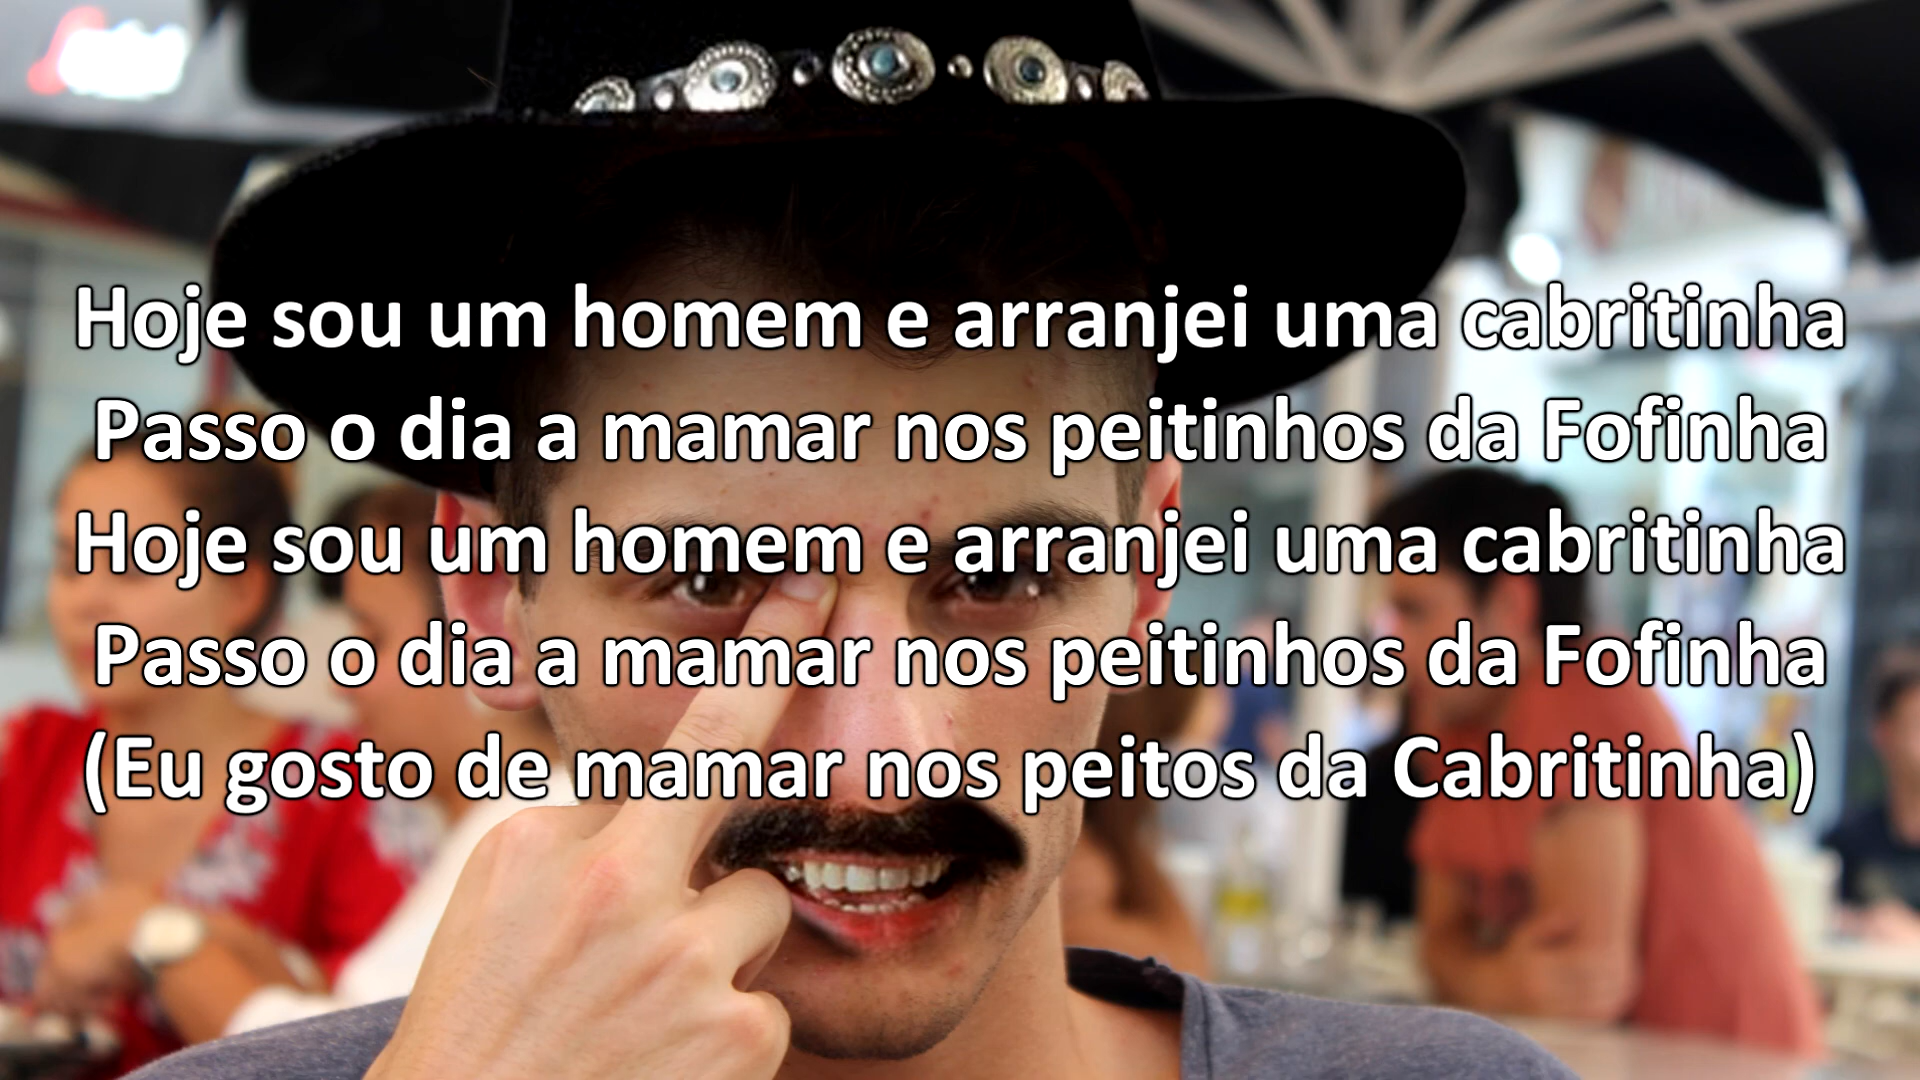 Hoje sou um homem e arranjei uma cabritinha
Passo o dia a mamar nos peitinhos da Fofinha
Hoje sou um homem e arranjei uma cabritinha
Passo o dia a mamar nos peitinhos da Fofinha
(Eu gosto de mamar nos peitos da Cabritinha)